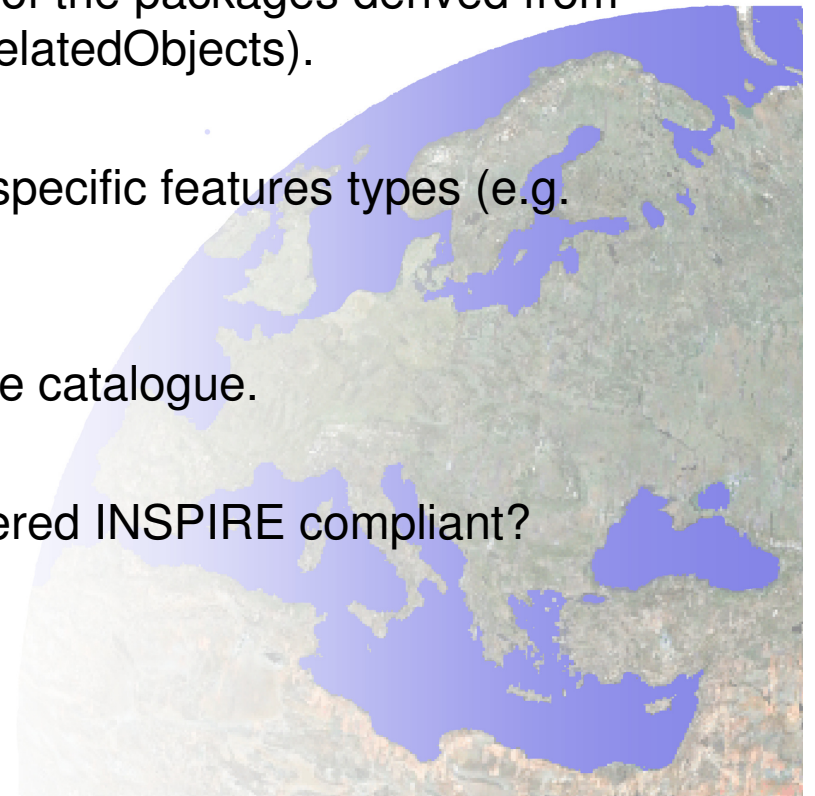 of the packages derived from
elatedObjects).
specific features types (e.g.
e catalogue.
ered INSPIRE compliant?